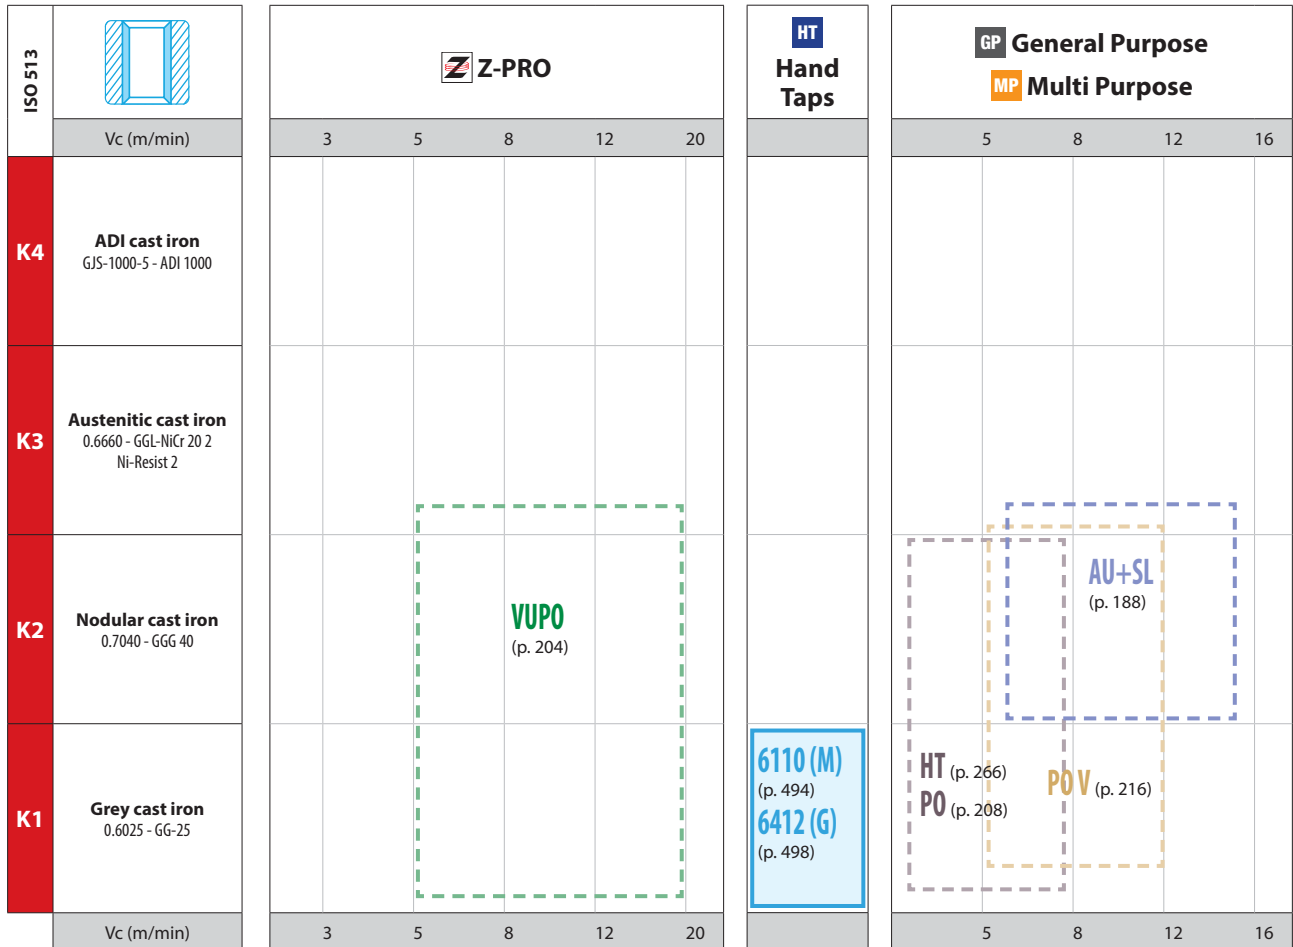 ISO 513
Z-PRO
HT
Hand
Taps
GP General Purpose
MP Multi Purpose
Vc (m/min)
3 5 8 12 20
5 8 12 16
K4
ADI cast iron
GJS-1000-5 - ADI 1000
K3
Austenitic cast iron
0.6660 - GGL-NiCr 20 2
Ni-Resist 2
K2
Nodular cast iron
0.7040 - GGG 40
VUPO
(p. 204)
AU+SL
(p. 188)
K1
Grey cast iron
0.6025 - GG-25
6110 (M)
(p. 494)
6412 (G)
(p. 498)
HT (p. 266)
PO (p. 208)
PO V (p. 216)
Vc (m/min)
3 5 8 12 20
5 8 12 16